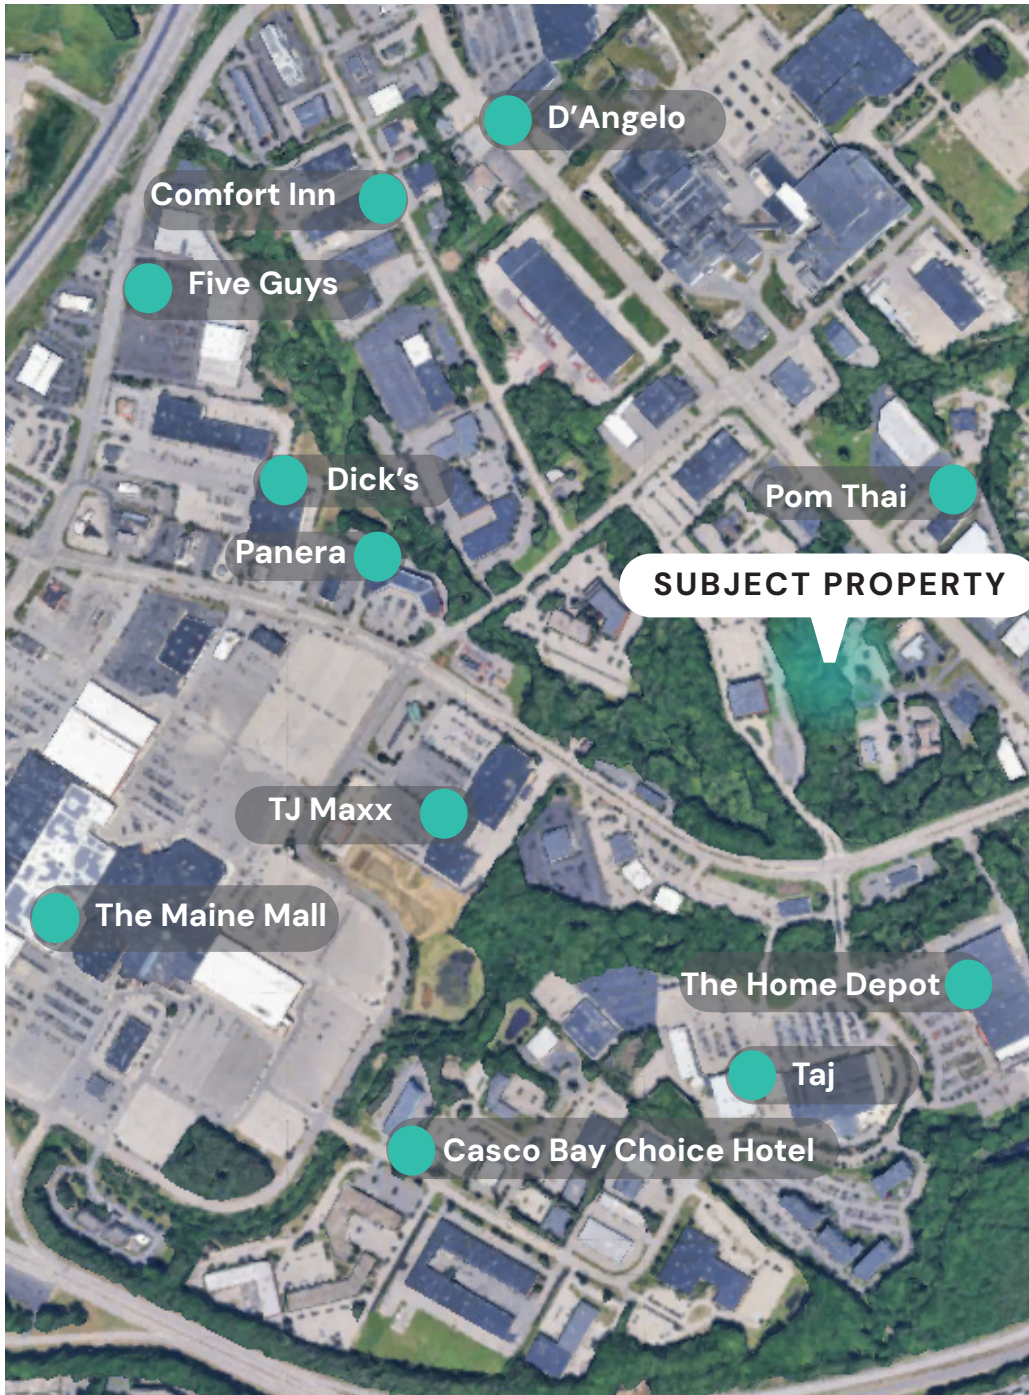 D’Angelo
Comfort Inn
Five Guys
Dick’s
Pom Thai
Panera
SUBJECT PROPERTY
TJ Maxx
The Maine Mall
The Home Depot
Taj
Casco Bay Choice Hotel